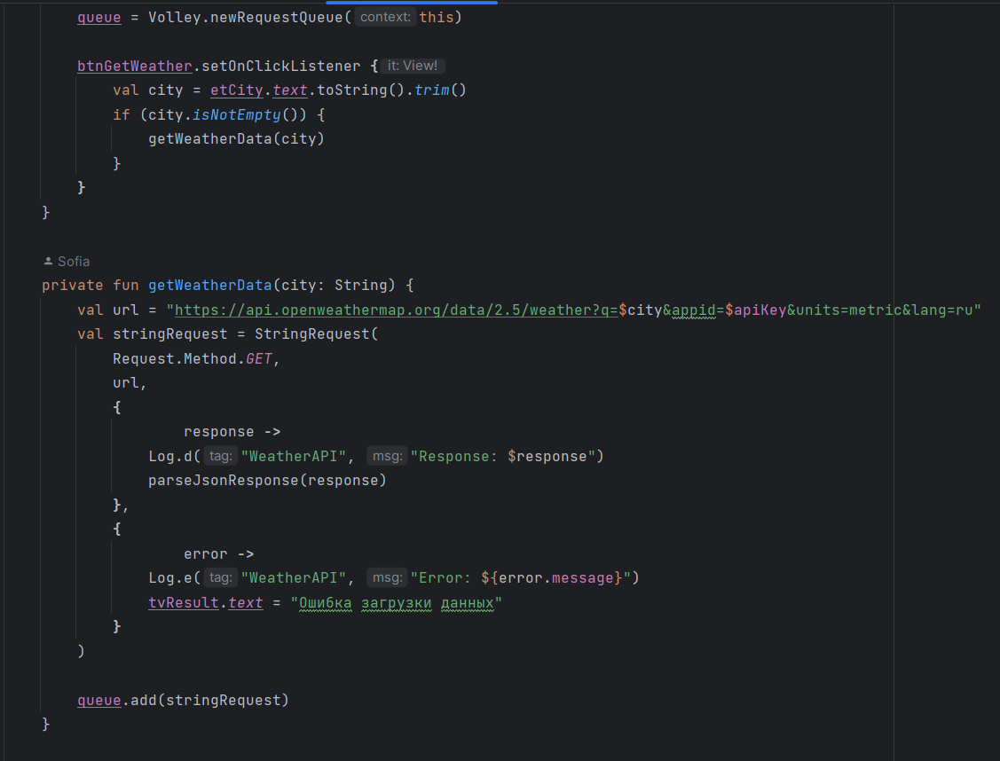 queue = Volley.newRequestQueue( context: this)
btnGetWeather.setOnClickListener { it: View!
val city = etCity.text.toString().trim()
if (city.isNotEmpty()) {
getWeatherData(city)
}
}
}
Sofia
private fun getWeatherData(city: String) {
val url = "https://api.openweathermap.org/data/2.5/weather?q=$city&appid=$apiKey&units=metric&lang=ru"
val stringRequest = StringRequest(
Request.Method.GET,
url,
{
response ->
Log.d( tag: "WeatherAPI", msg: "Response: $response")
parseJsonResponse(response)
},
{
error ->
Log.e( tag: "WeatherAPI", msg: "Error: ${error.message}")
tvResult.text = "Ошибка загрузки данных"
}
)
queue.add(stringRequest)
}